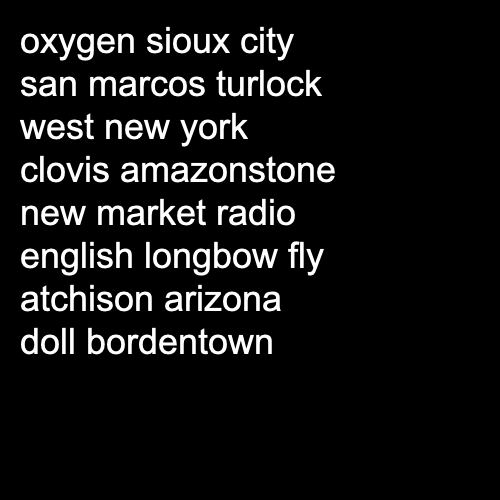 oxygen sioux city
san marcos turlock
west new york
clovis amazonstone
new market radio
english longbow fly
atchison arizona
doll bordentown